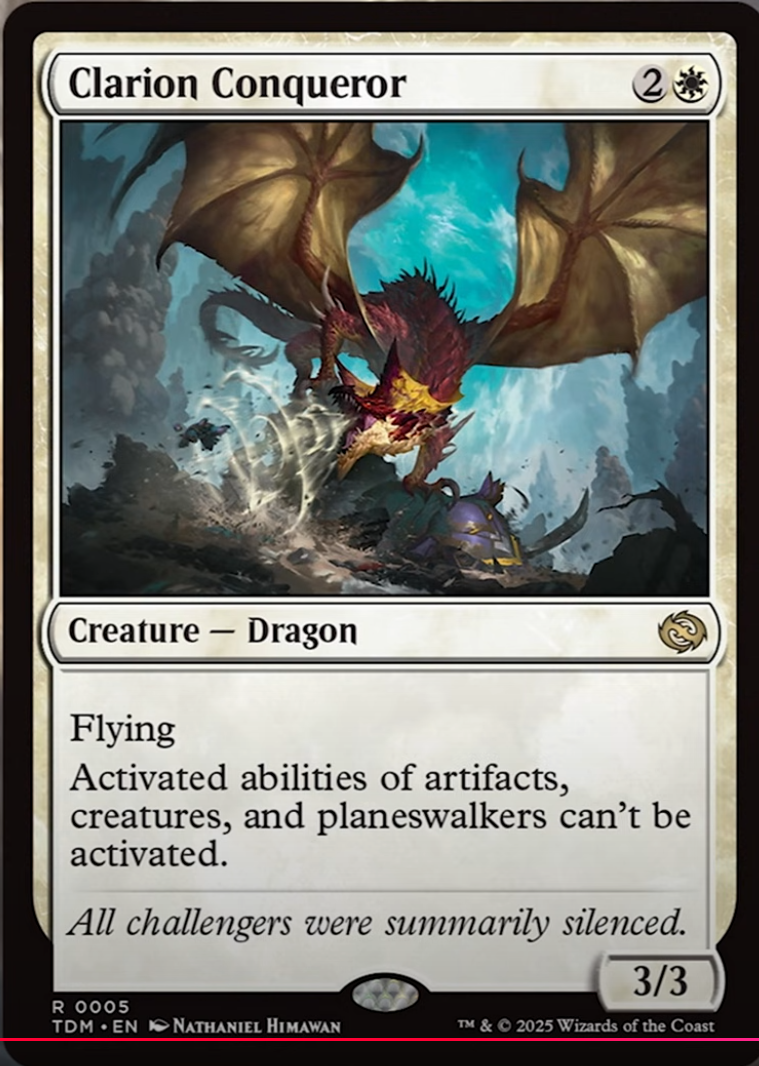 Clarion Conqueror 2
Creature — Dragon
Flying
Activated abilities of artifacts,
creatures, and planeswalkers can't be
activated.
All challengers were summarily silenced.
3/3
R 0005
TDM • EN NATHANIEL HIMAWAN ™ & © 2025 Wizards of the Coast